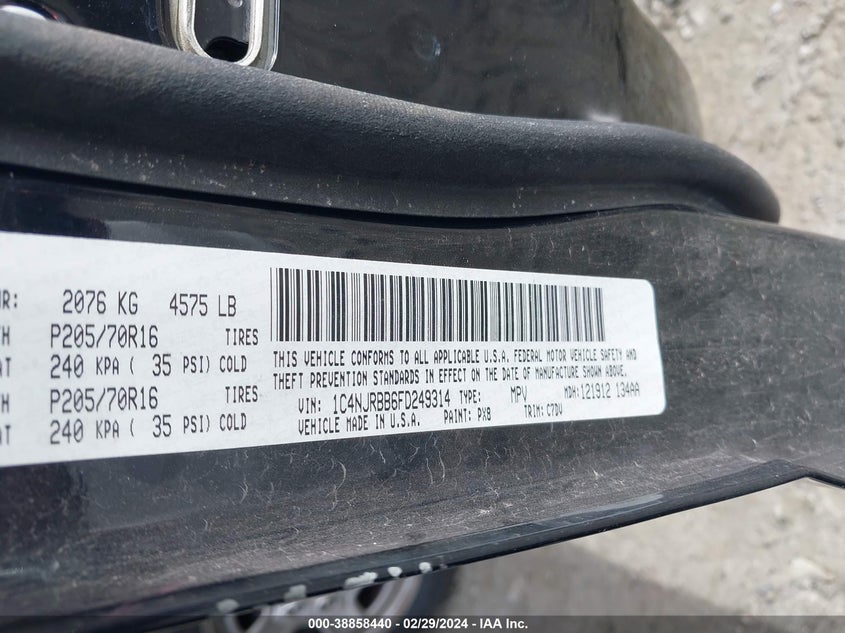 2076 KG 4575 LB
P205/70R16 TIRES
240 KPA ( 35 PSI) COLD
P205/70R16 TIRES
240 KPA ( 35 PSI) COLD
THIS VEHICLE CONFORMS TO ALL APPLICABLE U.S.A. FEDERAL MOTOR VEHICLE SAFETY AND
THEFT PREVENTION STANDARDS IN EFFECT ON THE DATE OF MANUFACTURE SHOWN ABOVE.
VIN: 1C4NJRBB6FD249314 TYPE: MPV MDH: 121912 134AA
VEHICLE MADE IN U.S.A. PAINT: PX8 TRIM: C7DV
000-38858440 - 02/29/2024 - IAA Inc.